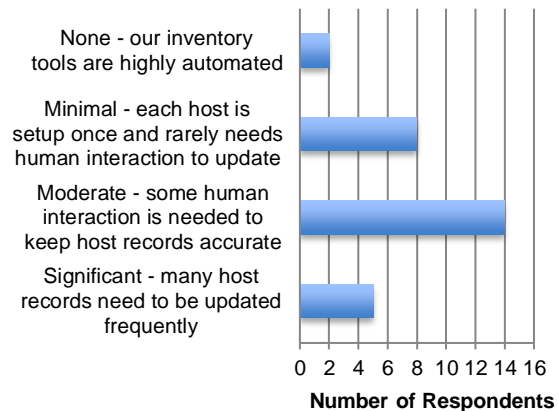 None - our inventory
tools are highly automated
Minimal - each host is
setup once and rarely needs
human interaction to update
Moderate - some human
interaction is needed to
keep host records accurate
Significant - many host
records need to be updated
frequently
0 2 4 6 8 10 12 14 16
Number of Respondents